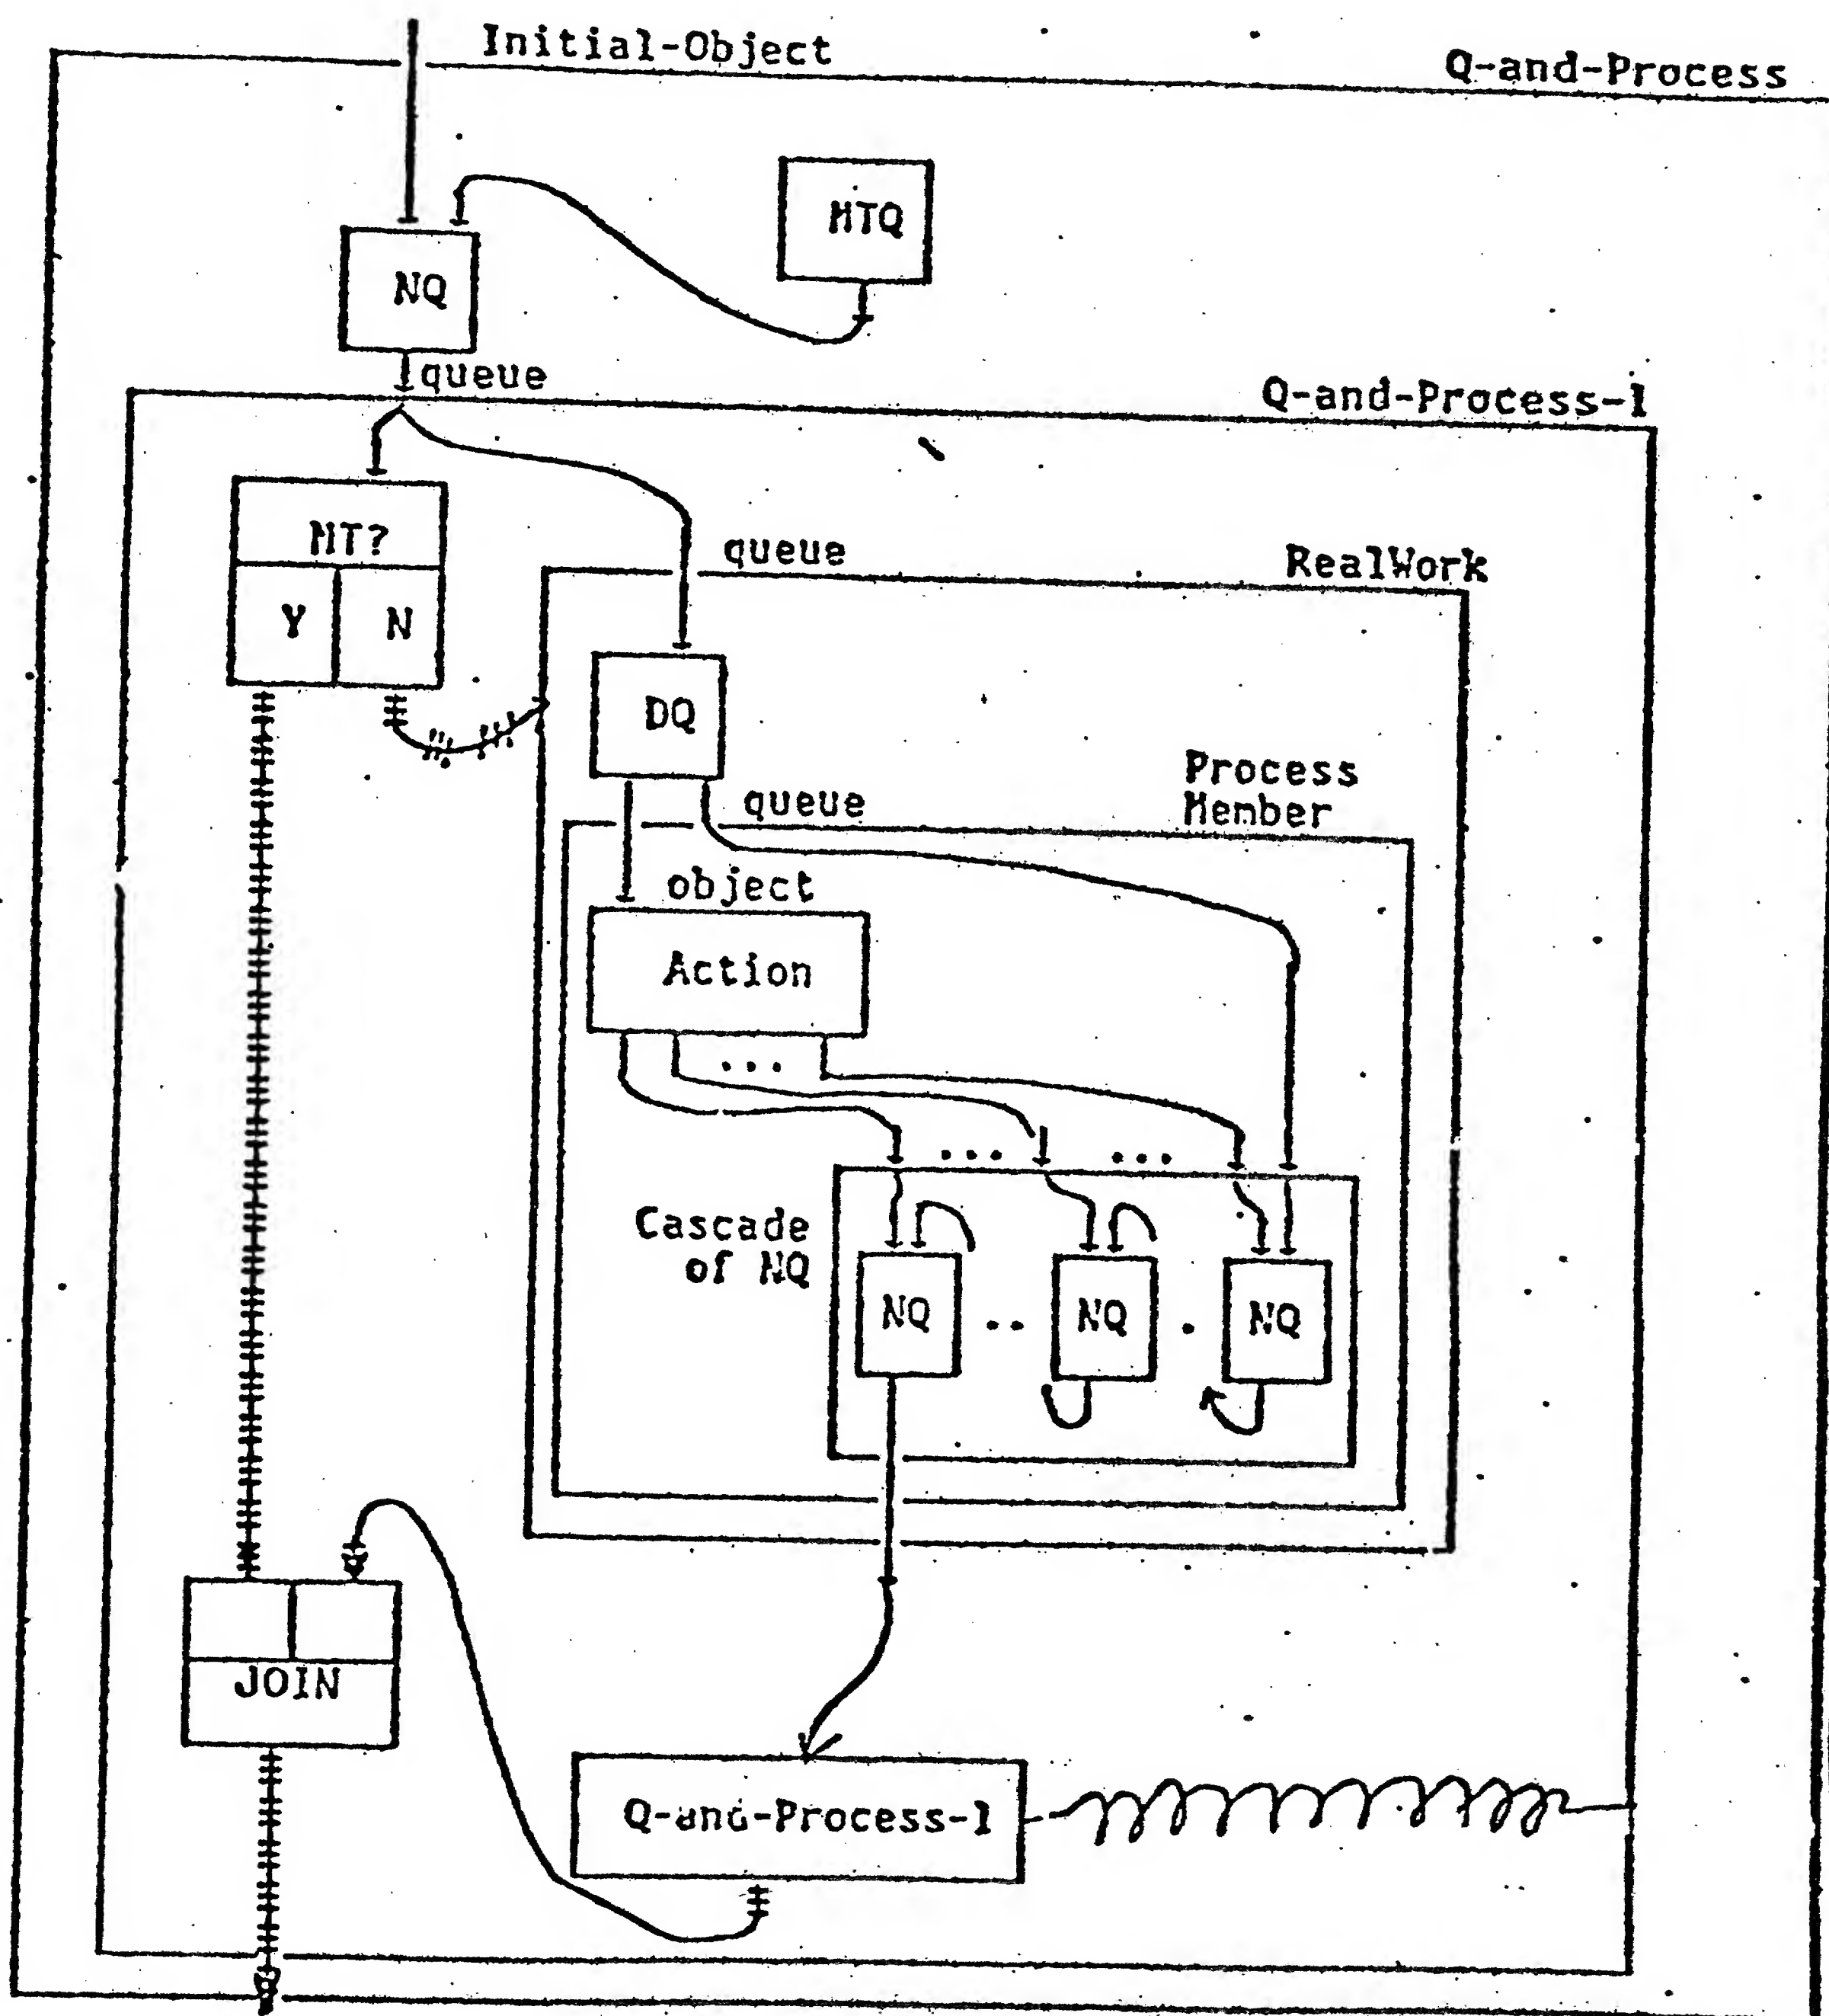 Initial-Object
Q-and-Process
MTQ
NQ
queue
Q-and-Process-1
MT?
Y N
queue
RealWork
DQ
queue
Process
Member
object
Action
...
... ...
Cascade
of NQ
NQ .. NQ . NQ
JOIN
Q-and-Process-1